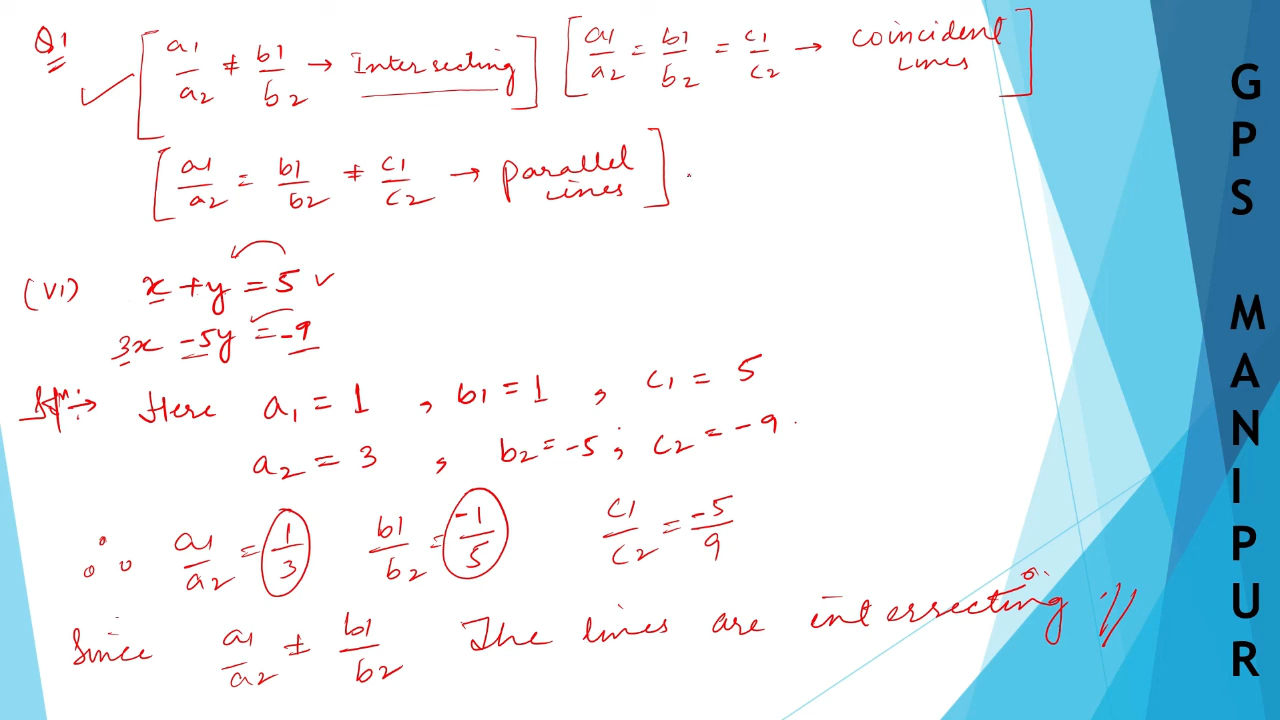 Q1 [a1/a2 ≠ b1/b2 → Intersecting] [a1/a2 = b1/b2 = c1/c2 → coincident lines]
[a1/a2 = b1/b2 ≠ c1/c2 → parallel lines].
(VI) x + y = 5 ✓
3x - 5y = -9
→ Here a1 = 1, b1 = 1, c1 = 5
a2 = 3, b2 = -5; c2 = -9.
∴ a1/a2 = 1/3 b1/b2 = -1/5 c1/c2 = -5/9
Since a1/a2 ≠ b1/b2 The lines are intersecting //
GPS MANIPUR